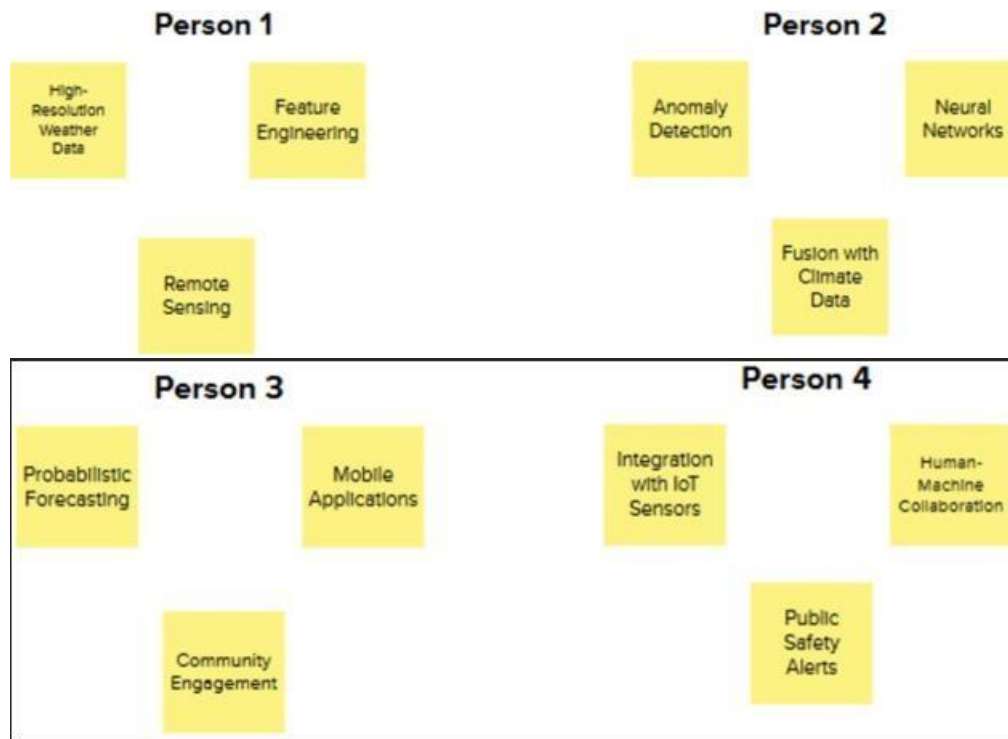 Person 1
High-
Resolution
Weather
Data
Feature
Engineering
Remote
Sensing
Person 2
Anomaly
Detection
Neural
Networks
Fusion with
Climate
Data
Person 3
Probabilistic
Forecasting
Mobile
Applications
Community
Engagement
Person 4
Integration
with IoT
Sensors
Human-
Machine
Collaboration
Public
Safety
Alerts